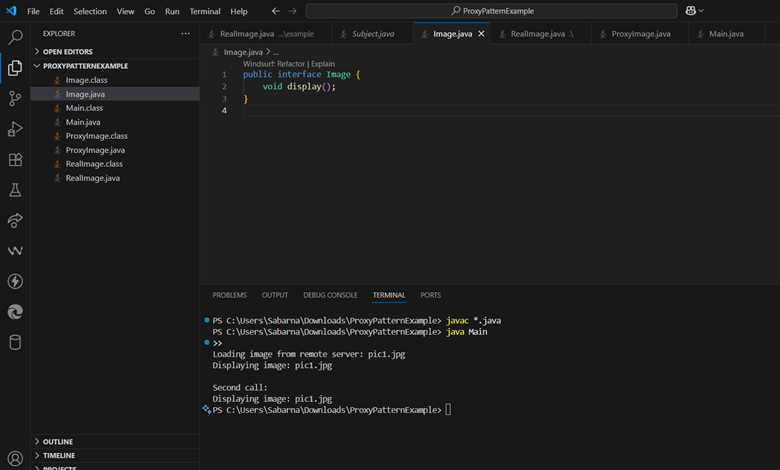 File Edit Selection View Go Run Terminal Help
ProxyPatternExample
EXPLORER
OPEN EDITORS
PROXYPATTERNEXAMPLE
Image.class
Image.java
Main.class
Main.java
ProxyImage.class
ProxyImage.java
RealImage.class
RealImage.java
OUTLINE
TIMELINE
PROJECTS
RealImage.java ...\example Subject.java Image.java RealImage.java .\ ProxyImage.java Main.java
Image.java > ...
Windsurf: Refactor | Explain
1 public interface Image {
2 void display();
3 }
4
PROBLEMS OUTPUT DEBUG CONSOLE TERMINAL PORTS
PS C:\Users\Sabarna\Downloads\ProxyPatternExample> javac *.java
PS C:\Users\Sabarna\Downloads\ProxyPatternExample> java Main
>>
Loading image from remote server: pic1.jpg
Displaying image: pic1.jpg
Second call:
Displaying image: pic1.jpg
PS C:\Users\Sabarna\Downloads\ProxyPatternExample>